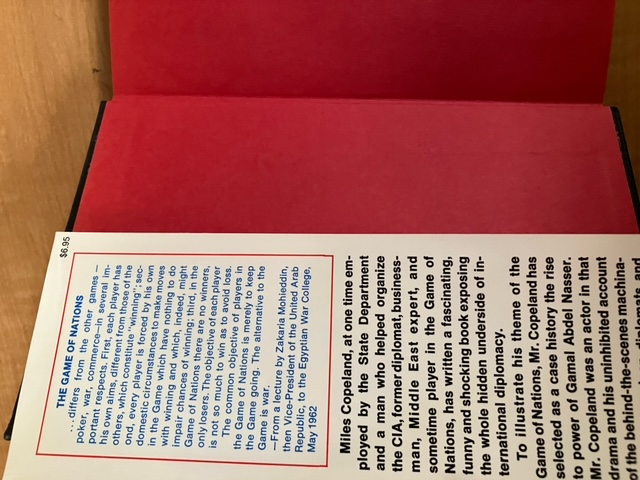 $6.95
THE GAME OF NATIONS
...differs from the other games —
poker, war, commerce—in several im-
portant respects. First, each player has
his own aims, different from those of the
others, which constitute "winning"; sec-
ond, every player is forced by his own
domestic circumstances to make moves
in the Game which have nothing to do
with winning and which, indeed, might
impair chances of winning; third, in the
Game of Nations there are no winners,
only losers. The objective of each player
is not so much to win as to avoid loss.
The common objective of players in
the Game of Nations is merely to keep
the Game going. The alternative to the
Game is war.
—From a lecture by Zakaria Mohieddin,
then Vice-President of the United Arab
Republic, to the Egyptian War College,
May 1962
Miles Copeland, at one time em-
ployed by the State Department
and a man who helped organize
the CIA, former diplomat, business-
man, Middle East expert, and
sometime player in the Game of
Nations, has written a fascinating,
funny and shocking book exposing
the whole hidden underside of in-
ternational diplomacy.
To illustrate his theme of the
Game of Nations, Mr. Copeland has
selected as a case history the rise
to power of Gamal Abdel Nasser.
Mr. Copeland was an actor in that
drama and his uninhibited account
of the behind-the-scenes machina-